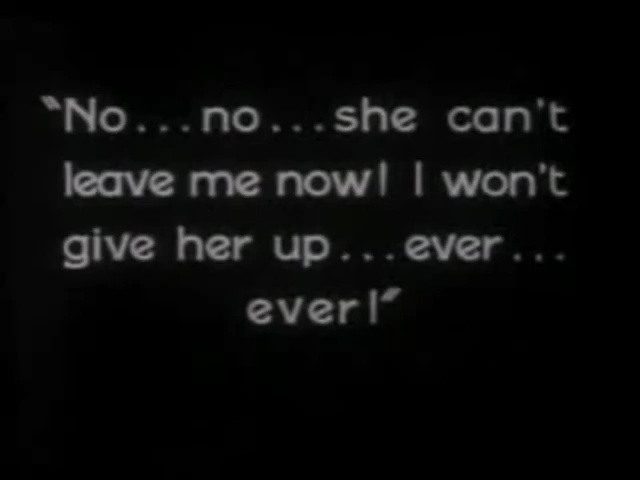 "No...no...she can't
leave me now! I won't
give her up...ever...
ever!"